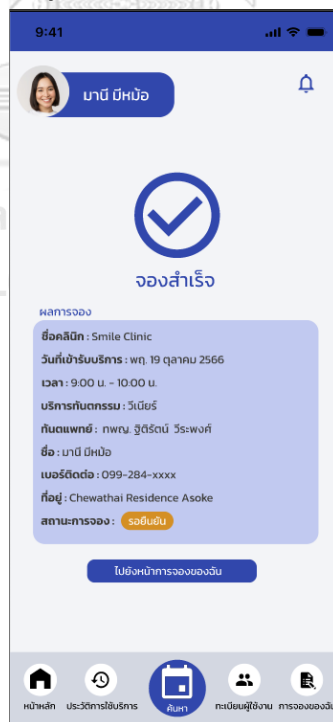 9:41
มานี มีหม้อ
จองสำเร็จ
ผลการจอง
ชื่อคลินิก : Smile Clinic
วันที่เข้ารับบริการ : พฤ. 19 ตุลาคม 2566
เวลา : 9:00 น. - 10:00 น.
บริการทันตกรรม : วีเนียร์
ทันตแพทย์ : ทพญ. ฐิติรัตน์ วีระพงศ์
ชื่อ : มานี มีหม้อ
เบอร์ติดต่อ : 099-284-xxxx
ที่อยู่ : Chewathai Residence Asoke
สถานะการจอง : รอยืนยัน
ไปยังหน้าการจองของฉัน
หน้าหลัก ประวัติการใช้บริการ ค้นหา ทะเบียนผู้ใช้งาน การจองของฉัน